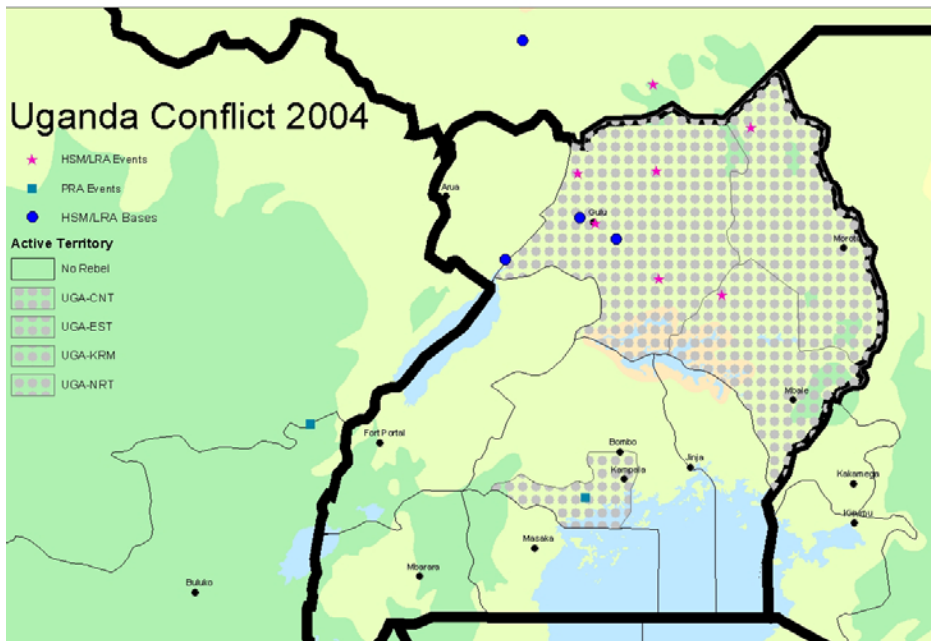 Uganda Conflict 2004
HSM/LRA Events
PRA Events
HSM/LRA Bases
Active Territory
No Rebel
UGA-CNT
UGA-EST
UGA-KRM
UGA-NRT
Arua
Gulu
Moroto
Mbale
Fort Portal
Bombo
Kampala
Jinja
Kakamega
Kisumu
Masaka
Mbarara
Buluko